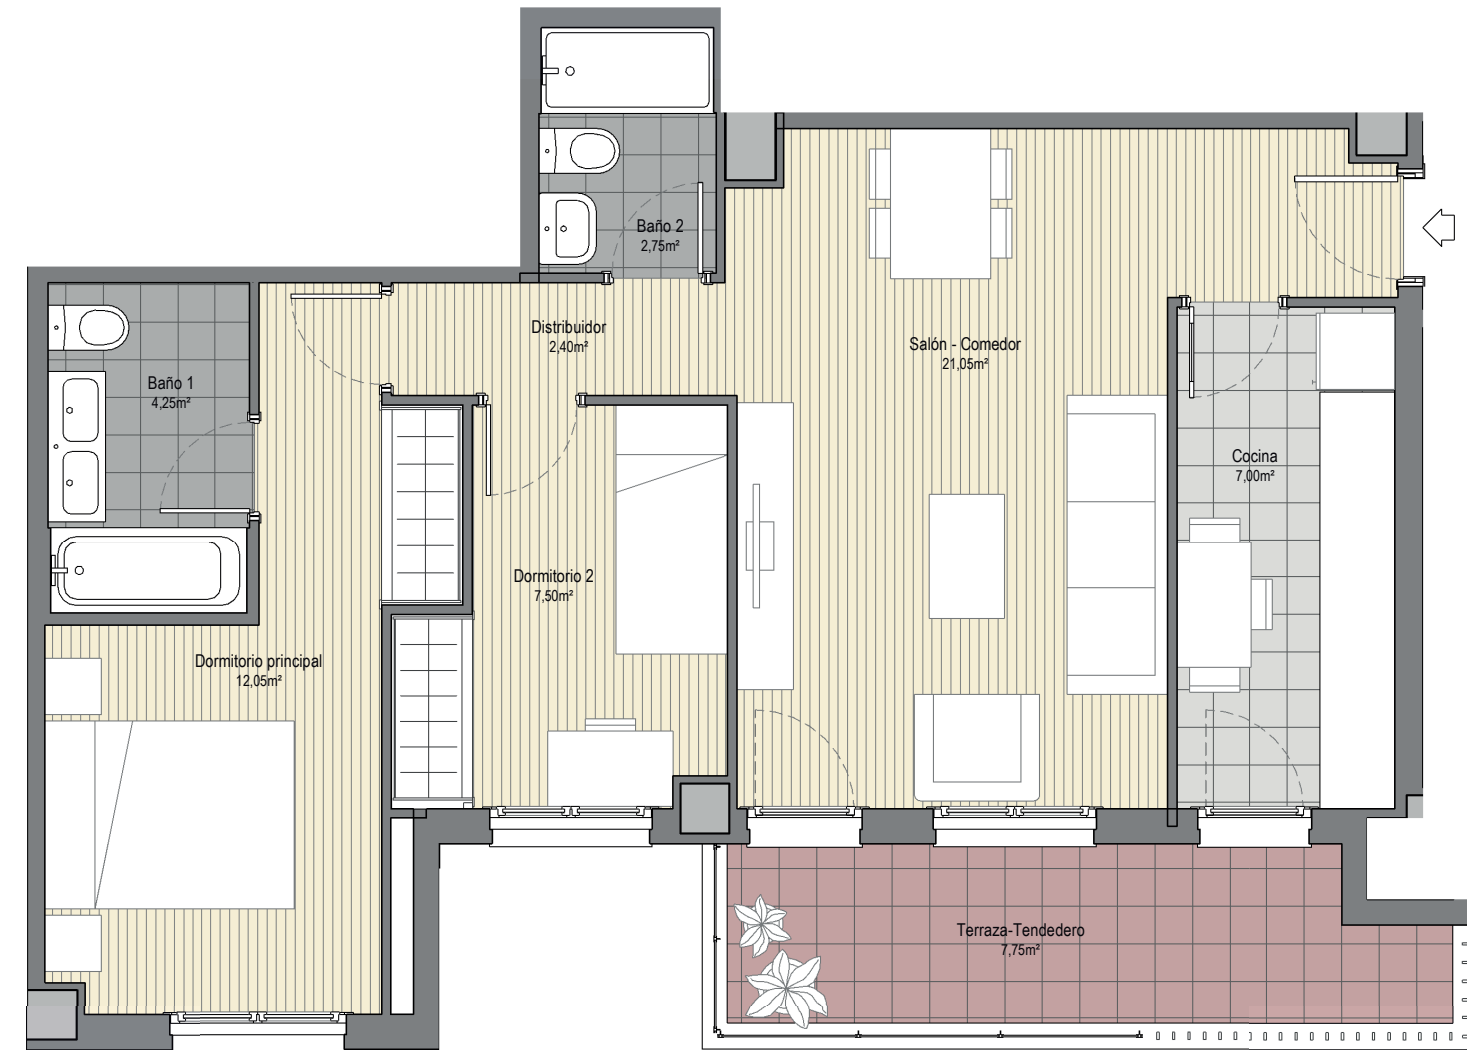 Baño 2
2,75m²
Distribuidor
2,40m²
Salón - Comedor
21,05m²
Baño 1
4,25m²
Cocina
7,00m²
Dormitorio 2
7,50m²
Dormitorio principal
12,05m²
Terraza-Tendedero
7,75m²